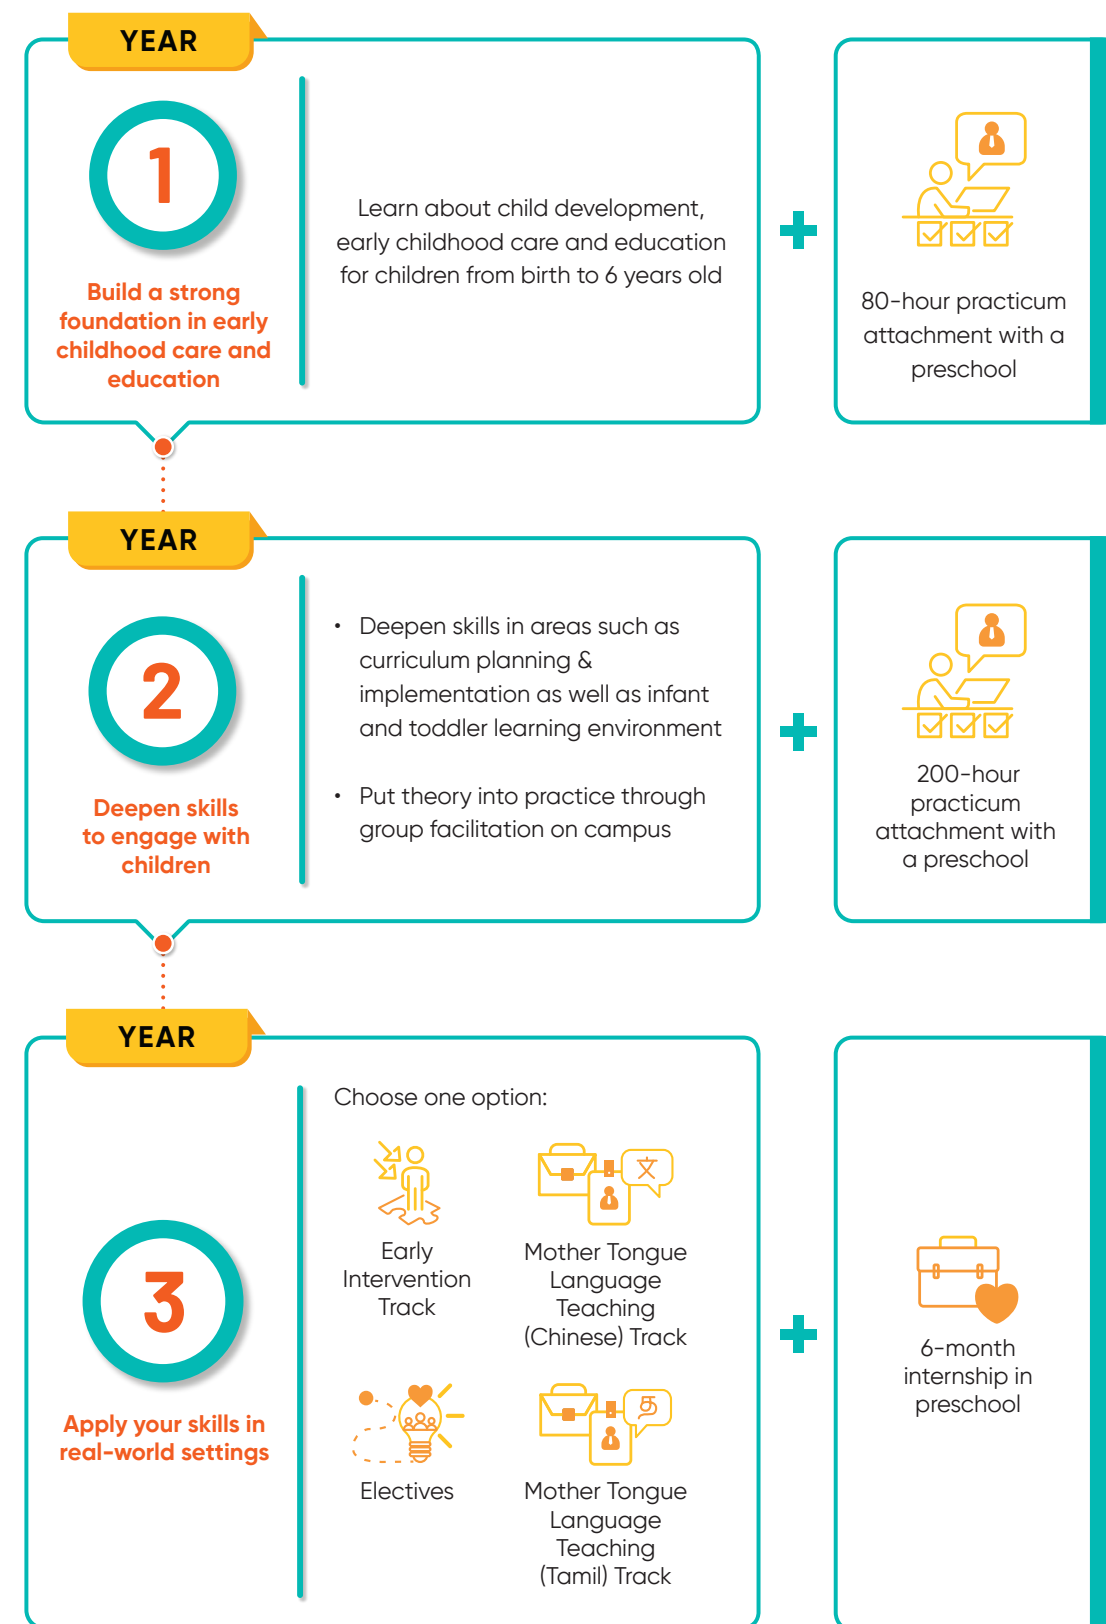 YEAR
1
Build a strong
foundation in early
childhood care and
education
Learn about child development,
early childhood care and education
for children from birth to 6 years old
80-hour practicum
attachment with a
preschool
YEAR
2
Deepen skills
to engage with
children
• Deepen skills in areas such as
curriculum planning &
implementation as well as infant
and toddler learning environment
• Put theory into practice through
group facilitation on campus
200-hour
practicum
attachment with
a preschool
YEAR
3
Apply your skills in
real-world settings
Choose one option:
Early
Intervention
Track
文
Mother Tongue
Language
Teaching
(Chinese) Track
Electives
தி
Mother Tongue
Language
Teaching
(Tamil) Track
6-month
internship in
preschool